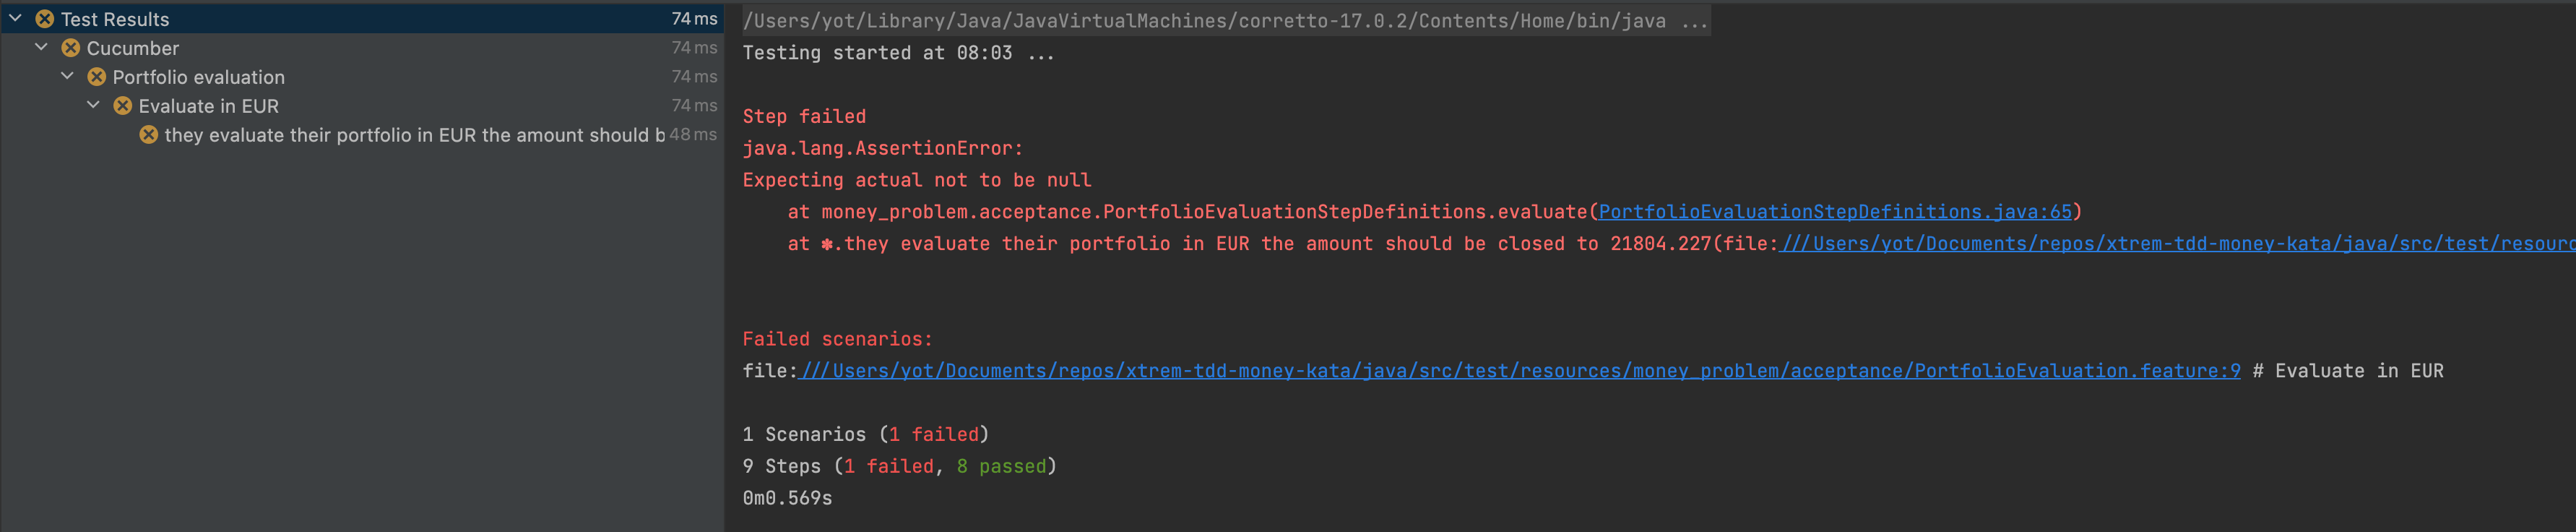 Test Results 74 ms
Cucumber 74 ms
Portfolio evaluation 74 ms
Evaluate in EUR 74 ms
they evaluate their portfolio in EUR the amount should b 48 ms
/Users/yot/Library/Java/JavaVirtualMachines/corretto-17.0.2/Contents/Home/bin/java ...
Testing started at 08:03 ...
Step failed
java.lang.AssertionError:
Expecting actual not to be null
at money_problem.acceptance.PortfolioEvaluationStepDefinitions.evaluate(PortfolioEvaluationStepDefinitions.java:65)
at ✽.they evaluate their portfolio in EUR the amount should be closed to 21804.227(file:///Users/yot/Documents/repos/xtrem-tdd-money-kata/java/src/test/resourc
Failed scenarios:
file:///Users/yot/Documents/repos/xtrem-tdd-money-kata/java/src/test/resources/money_problem/acceptance/PortfolioEvaluation.feature:9 # Evaluate in EUR
1 Scenarios (1 failed)
9 Steps (1 failed, 8 passed)
0m0.569s